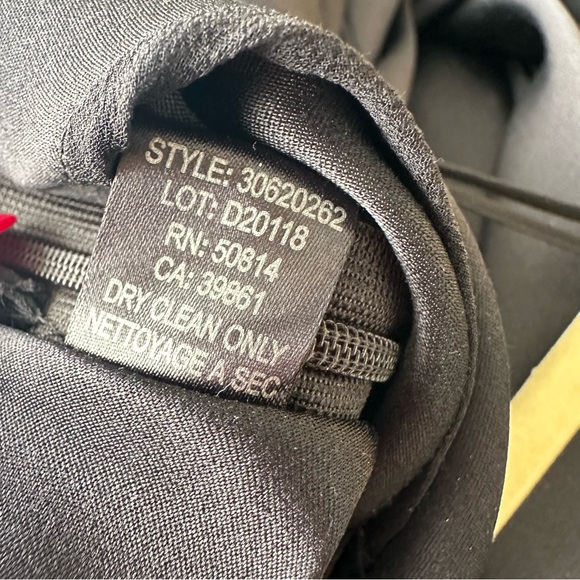 STYLE: 30620262
LOT: D20118
RN: 50814
CA: 39861
DRY CLEAN ONLY
NETTOYAGE A SEC